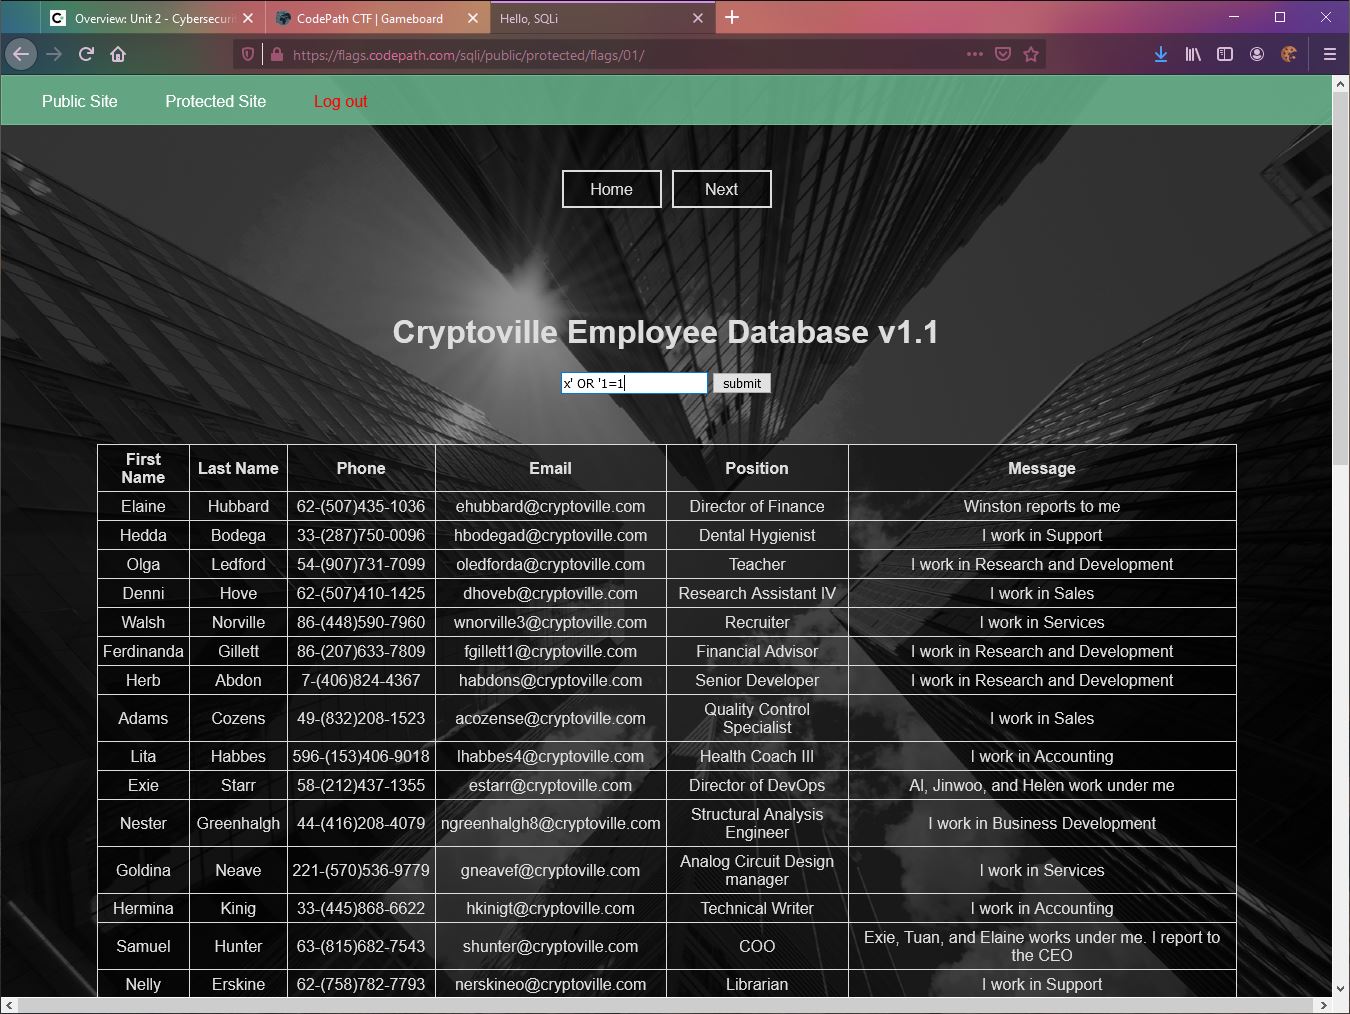 Overview: Unit 2 - Cybersecurit
CodePath CTF | Gameboard
Hello, SQLi
https://flags.codepath.com/sqli/public/protected/flags/01/
Public Site Protected Site Log out
Home Next
Cryptoville Employee Database v1.1
x' OR '1=1 submit
First Name Last Name Phone Email Position Message
Elaine Hubbard 62-(507)435-1036 ehubbard@cryptoville.com Director of Finance Winston reports to me
Hedda Bodega 33-(287)750-0096 hbodegad@cryptoville.com Dental Hygienist I work in Support
Olga Ledford 54-(907)731-7099 oledforda@cryptoville.com Teacher I work in Research and Development
Denni Hove 62-(507)410-1425 dhoveb@cryptoville.com Research Assistant IV I work in Sales
Walsh Norville 86-(448)590-7960 wnorville3@cryptoville.com Recruiter I work in Services
Ferdinanda Gillett 86-(207)633-7809 fgillett1@cryptoville.com Financial Advisor I work in Research and Development
Herb Abdon 7-(406)824-4367 habdons@cryptoville.com Senior Developer I work in Research and Development
Adams Cozens 49-(832)208-1523 acozense@cryptoville.com Quality Control Specialist I work in Sales
Lita Habbes 596-(153)406-9018 lhabbes4@cryptoville.com Health Coach III I work in Accounting
Exie Starr 58-(212)437-1355 estarr@cryptoville.com Director of DevOps Al, Jinwoo, and Helen work under me
Nester Greenhalgh 44-(416)208-4079 ngreenhalgh8@cryptoville.com Structural Analysis Engineer I work in Business Development
Goldina Neave 221-(570)536-9779 gneavef@cryptoville.com Analog Circuit Design manager I work in Services
Hermina Kinig 33-(445)868-6622 hkinigt@cryptoville.com Technical Writer I work in Accounting
Samuel Hunter 63-(815)682-7543 shunter@cryptoville.com COO Exie, Tuan, and Elaine works under me. I report to the CEO
Nelly Erskine 62-(758)782-7793 nerskineo@cryptoville.com Librarian I work in Support